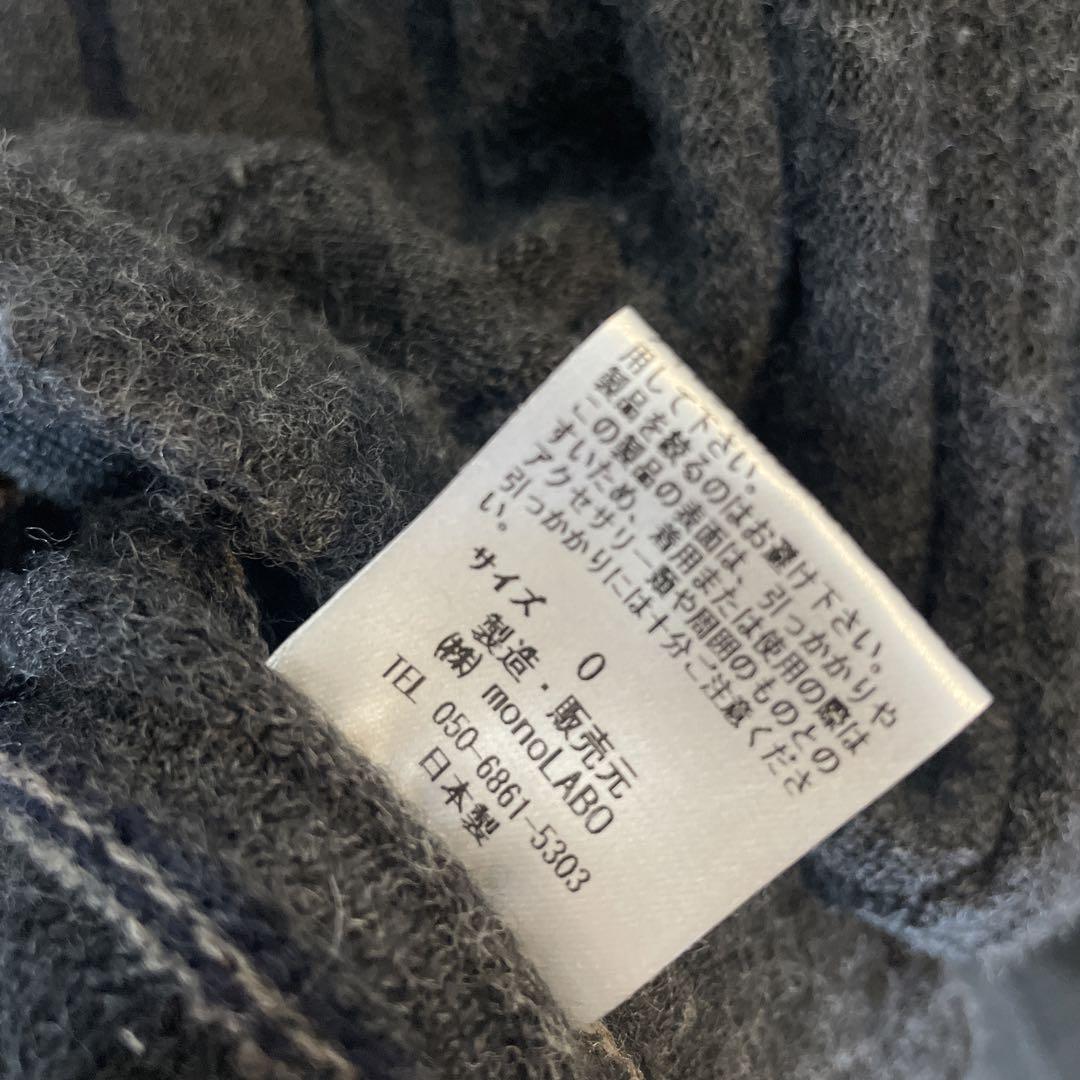 用して下さい。
製品を絞るのはお避け下さい。
この製品の表面は、引っかかりや
すいため、着用または使用の際は
アクセサリー類や周囲のものとの
引っかかりには十分ご注意くださ
い。
サイズ 0
製造・販売元
㈱ monoLABO
TEL 050-6861-5303
日本製